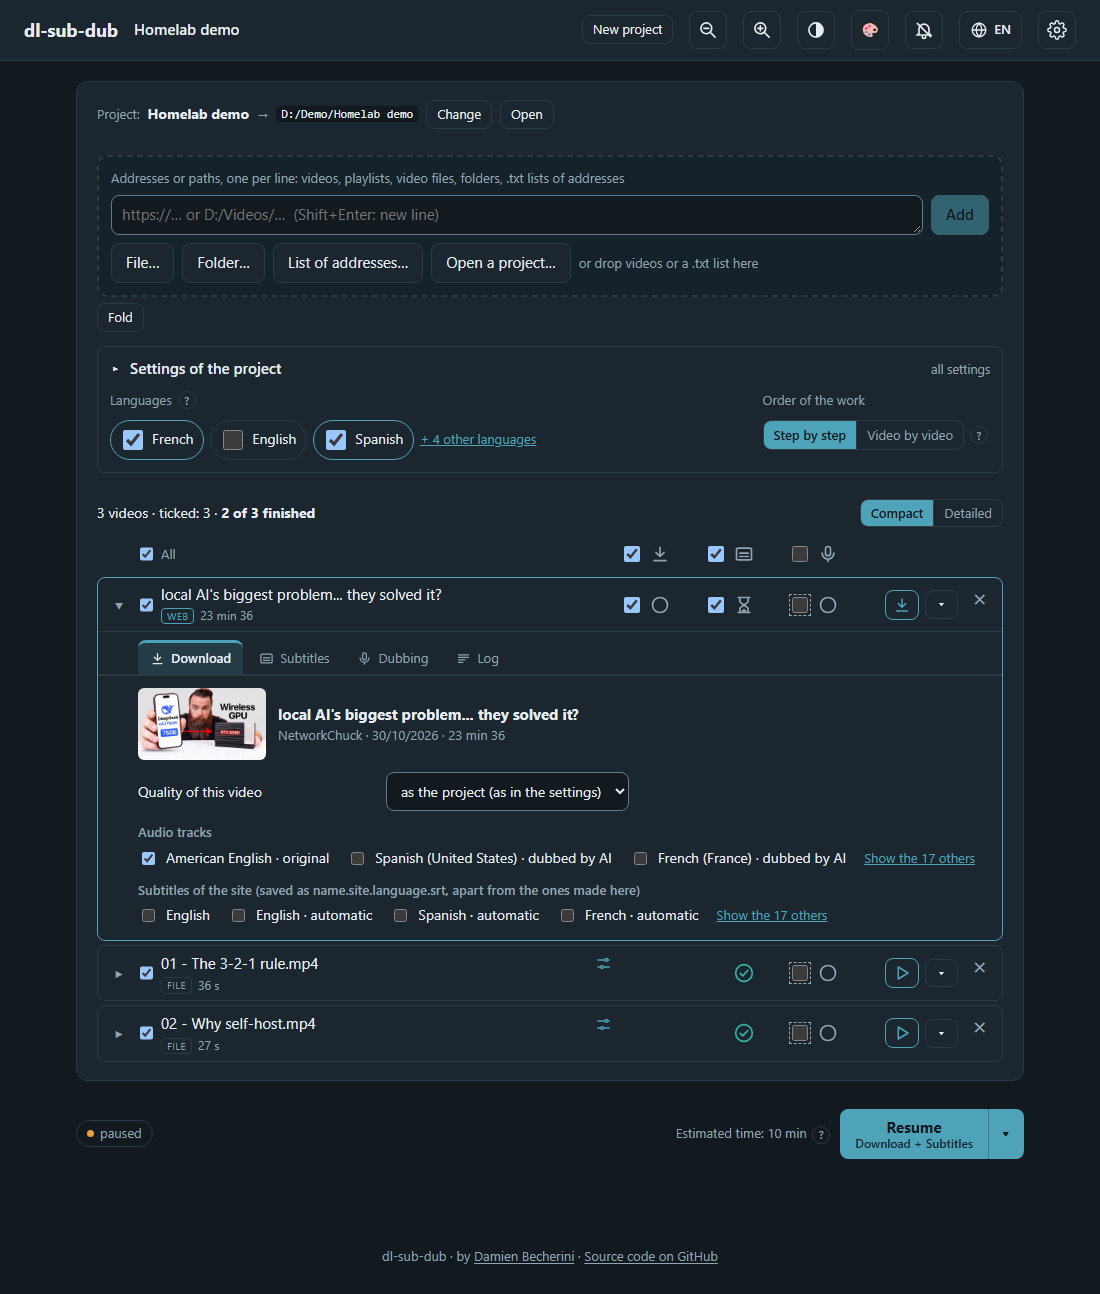 dl-sub-dub Homelab demo New project EN
Project: Homelab demo → D:/Demo/Homelab demo Change Open
Addresses or paths, one per line: videos, playlists, video files, folders, .txt lists of addresses
https://... or D:/Videos/... (Shift+Enter: new line) Add
File... Folder... List of addresses... Open a project... or drop videos or a .txt list here
Fold
Settings of the project all settings
Languages ? Order of the work
French English Spanish + 4 other languages Step by step Video by video ?
3 videos · ticked: 3 · 2 of 3 finished Compact Detailed
All
local AI's biggest problem... they solved it?
WEB 23 min 36
Download Subtitles Dubbing Log
Wireless
GPU
local AI's biggest problem... they solved it?
NetworkChuck · 30/10/2026 · 23 min 36
Quality of this video as the project (as in the settings)
Audio tracks
American English · original Spanish (United States) · dubbed by AI French (France) · dubbed by AI Show the 17 others
Subtitles of the site (saved as name.site.language.srt, apart from the ones made here)
English English · automatic Spanish · automatic French · automatic Show the 17 others
01 - The 3-2-1 rule.mp4
FILE 36 s
02 - Why self-host.mp4
FILE 27 s
paused Estimated time: 10 min ? Resume
Download + Subtitles
dl-sub-dub · by Damien Becherini · Source code on GitHub